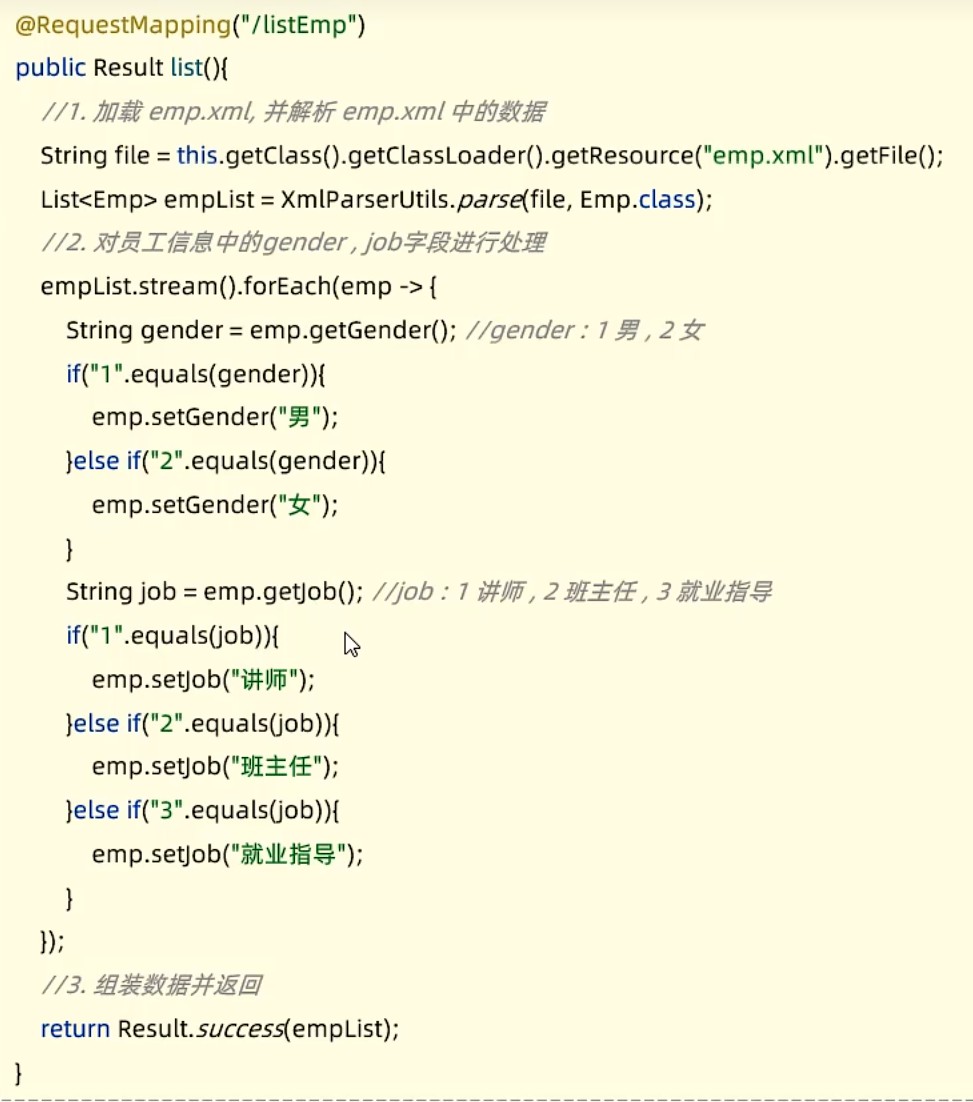 @RequestMapping("/listEmp")
public Result list(){
//1. 加载 emp.xml, 并解析 emp.xml 中的数据
String file = this.getClass().getClassLoader().getResource("emp.xml").getFile();
List<Emp> empList = XmlParserUtils.parse(file, Emp.class);
//2. 对员工信息中的gender , job字段进行处理
empList.stream().forEach(emp -> {
String gender = emp.getGender(); //gender : 1 男 , 2 女
if("1".equals(gender)){
emp.setGender("男");
}else if("2".equals(gender)){
emp.setGender("女");
}
String job = emp.getJob(); //job : 1 讲师 , 2 班主任 , 3 就业指导
if("1".equals(job)){
emp.setJob("讲师");
}else if("2".equals(job)){
emp.setJob("班主任");
}else if("3".equals(job)){
emp.setJob("就业指导");
}
});
//3. 组装数据并返回
return Result.success(empList);
}